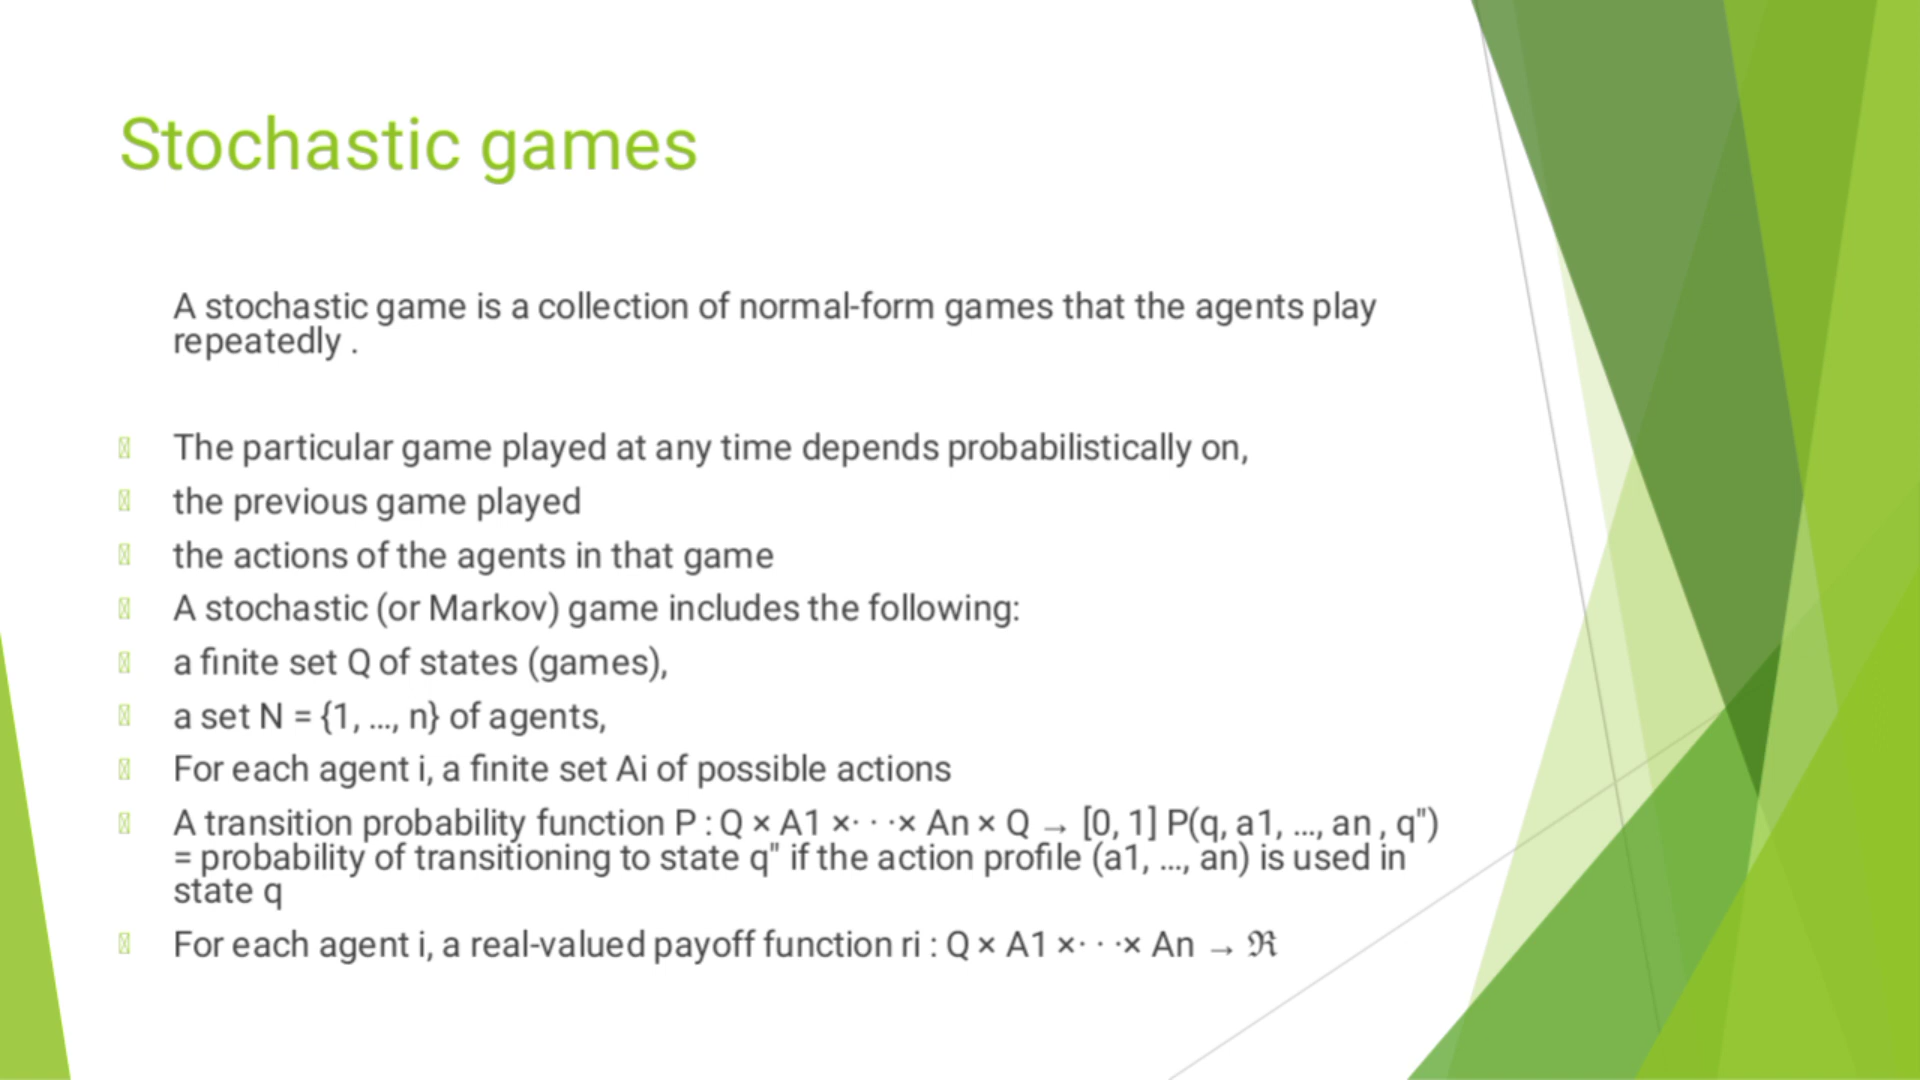 Stochastic games
A stochastic game is a collection of normal-form games that the agents play
repeatedly .
The particular game played at any time depends probabilistically on,
the previous game played
the actions of the agents in that game
A stochastic (or Markov) game includes the following:
a finite set Q of states (games),
a set N = {1, …, n} of agents,
For each agent i, a finite set Ai of possible actions
A transition probability function P : Q × A1 ×· · ·× An × Q → [0, 1] P(q, a1, …, an , q")
= probability of transitioning to state q" if the action profile (a1, …, an) is used in
state q
For each agent i, a real-valued payoff function ri : Q × A1 ×· · ·× An → ℜ